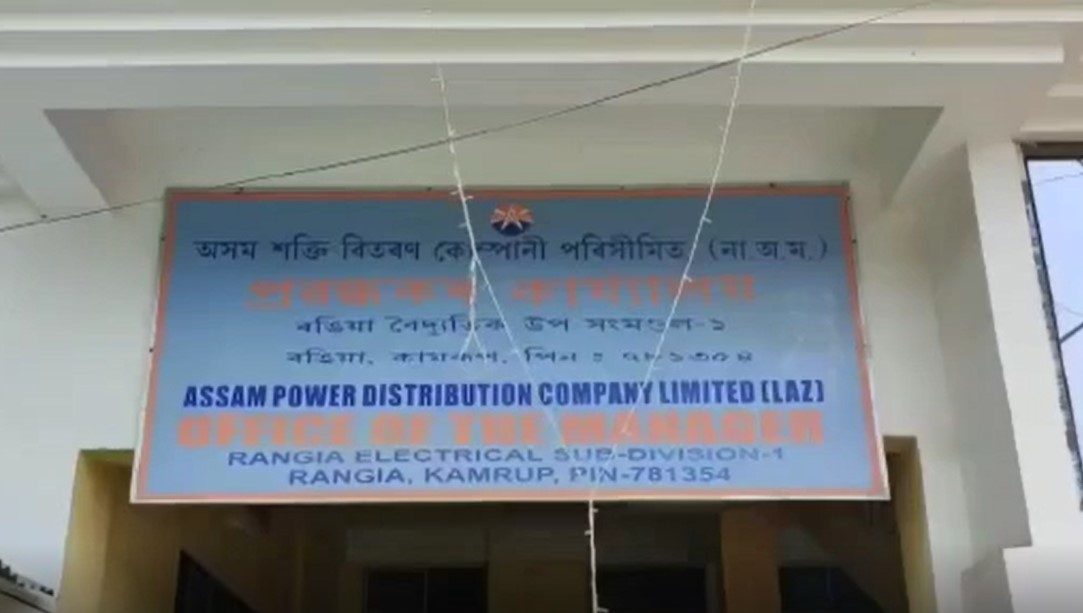 অসম শক্তি বিতৰণ কোম্পানী পৰিসীমিত (না.অ.ম.)
প্ৰবন্ধকৰ কাৰ্য্যালয়
ৰঙিয়া বৈদ্যুতিক উপ সংমণ্ডল-১
ৰঙিয়া, কামৰূপ, পিন : ৭৮১৩৫৪
ASSAM POWER DISTRIBUTION COMPANY LIMITED (LAZ)
OFFICE OF THE MANAGER
RANGIA ELECTRICAL SUB-DIVISION-1
RANGIA, KAMRUP, PIN-781354